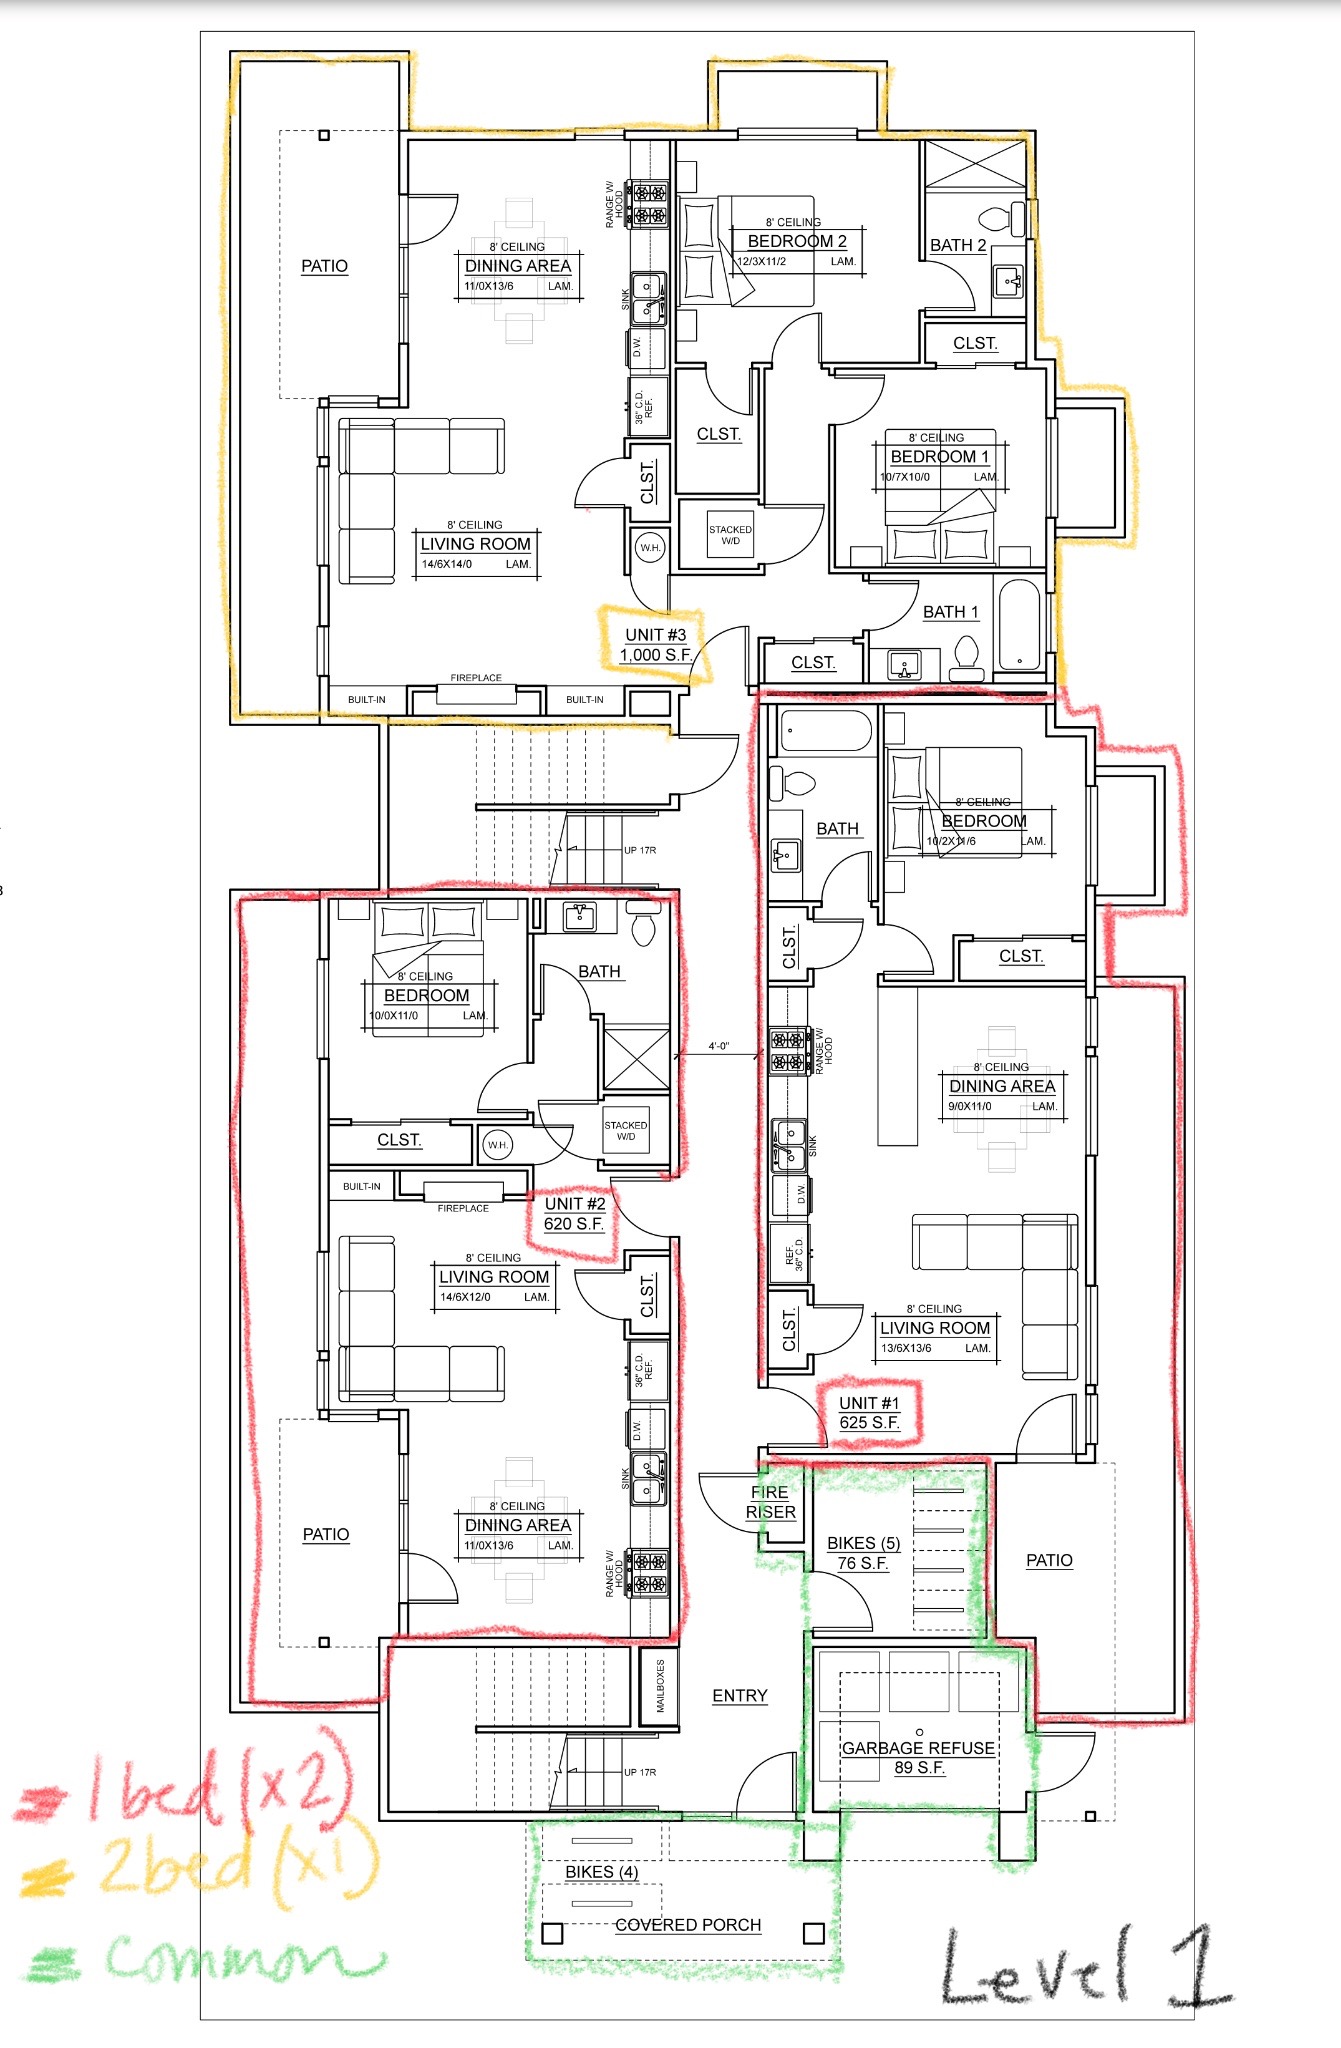 PATIO
8' CEILING
DINING AREA
11/0X13/6 LAM.
RANGE W/
HOOD
SINK
D.W.
36" C.D.
REF.
8' CEILING
BEDROOM 2
12/3X11/2 LAM.
BATH 2
CLST.
CLST.
8' CEILING
BEDROOM 1
10/7X10/0 LAM.
CLST.
STACKED
W/D
W.H.
8' CEILING
LIVING ROOM
14/6X14/0 LAM.
BATH 1
UNIT #3
1,000 S.F.
CLST.
FIREPLACE
BUILT-IN
BUILT-IN
UP 17R
BATH
8' CEILING
BEDROOM
10/2X11/6 LAM.
CLST.
CLST.
3
8' CEILING
BEDROOM
10/0X11/0 LAM.
BATH
4'-0"
RANGE W/
HOOD
8' CEILING
DINING AREA
9/0X11/0 LAM.
SINK
D.W.
REF.
36" C.D.
CLST.
W.H.
STACKED
W/D
BUILT-IN
FIREPLACE
UNIT #2
620 S.F.
8' CEILING
LIVING ROOM
14/6X12/0 LAM.
CLST.
CLST.
8' CEILING
LIVING ROOM
13/6X13/6 LAM.
36" C.D.
REF.
D.W.
SINK
RANGE W/
HOOD
UNIT #1
625 S.F.
8' CEILING
DINING AREA
11/0X13/6 LAM.
PATIO
FIRE
RISER
BIKES (5)
76 S.F.
PATIO
MAILBOXES
ENTRY
GARBAGE REFUSE
89 S.F.
UP 17R
BIKES (4)
COVERED PORCH
= 1 bed (x2)
= 2 bed (x1)
= common
Level 1